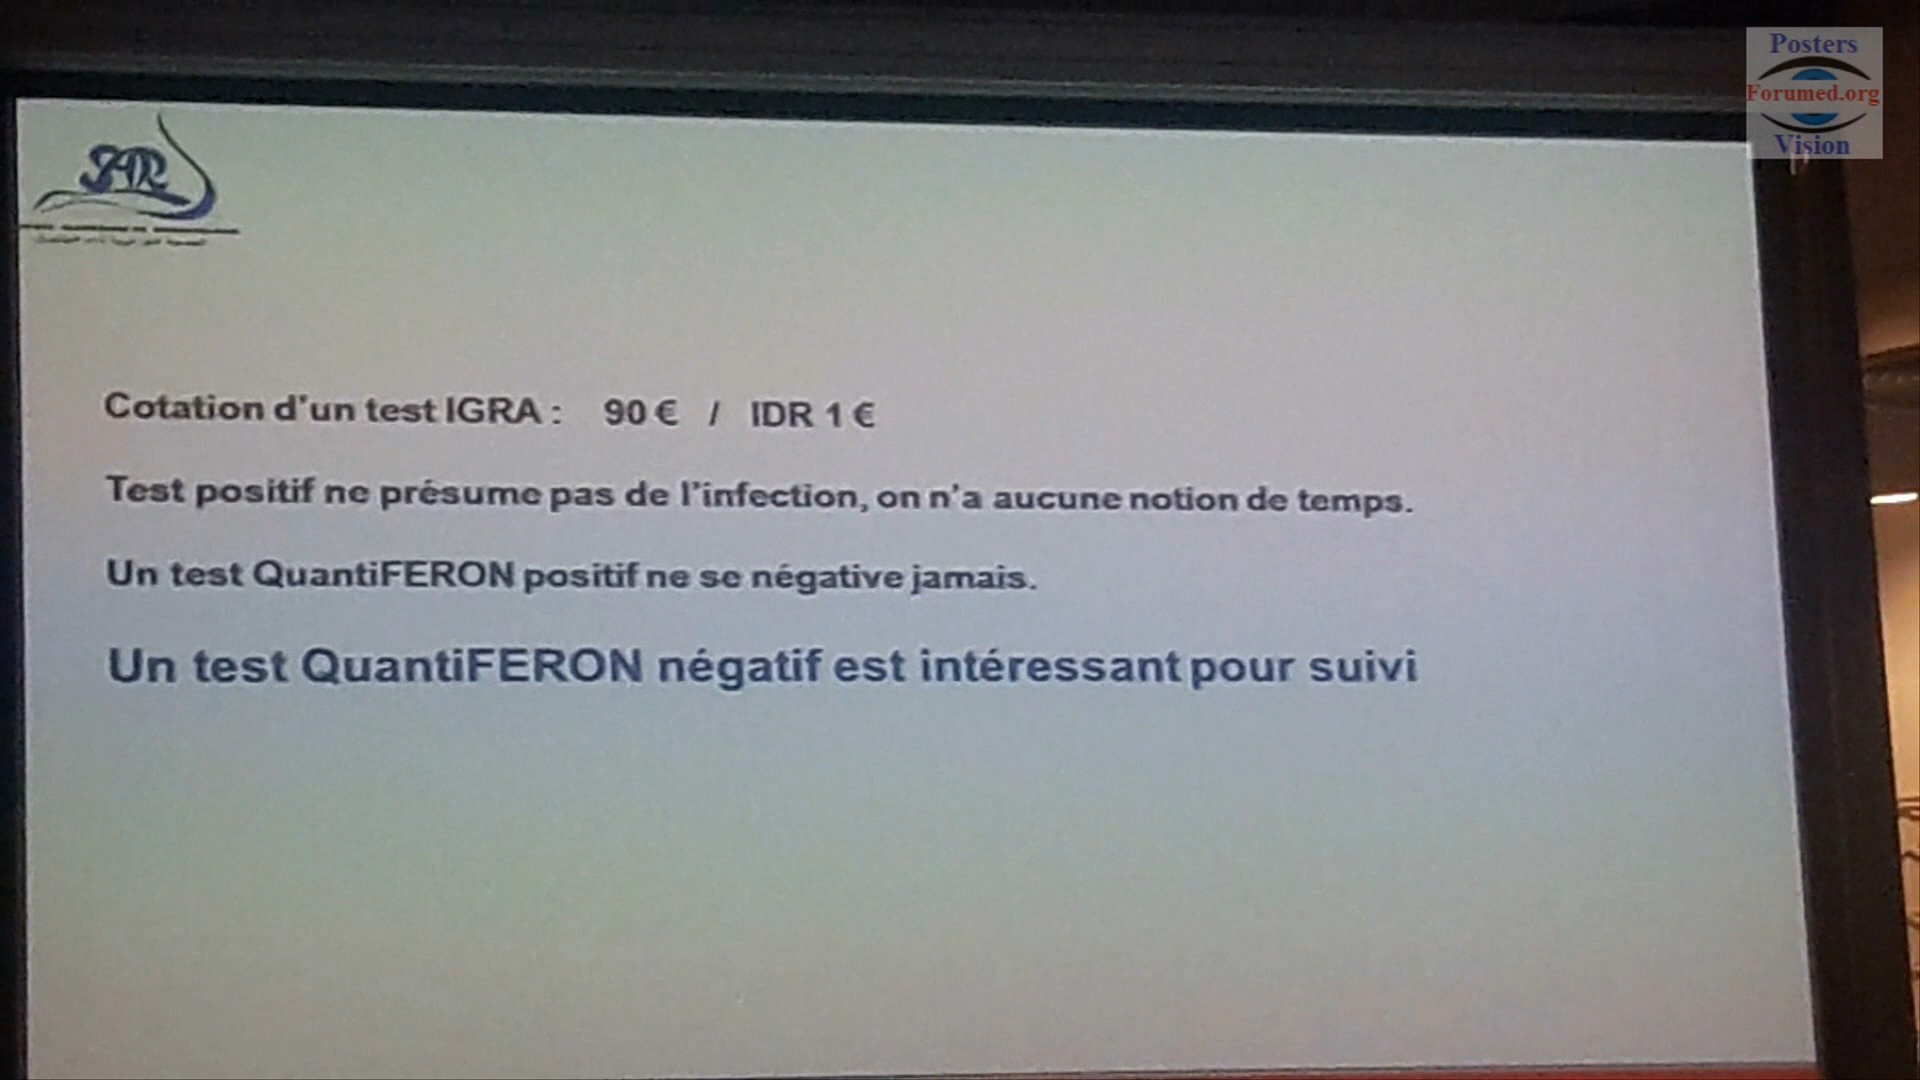 Posters
Forumed.org
Vision
Cotation d'un test IGRA : 90 € / IDR 1 €
Test positif ne présume pas de l'infection, on n'a aucune notion de temps.
Un test QuantiFERON positif ne se négative jamais.
Un test QuantiFERON négatif est intéressant pour suivi